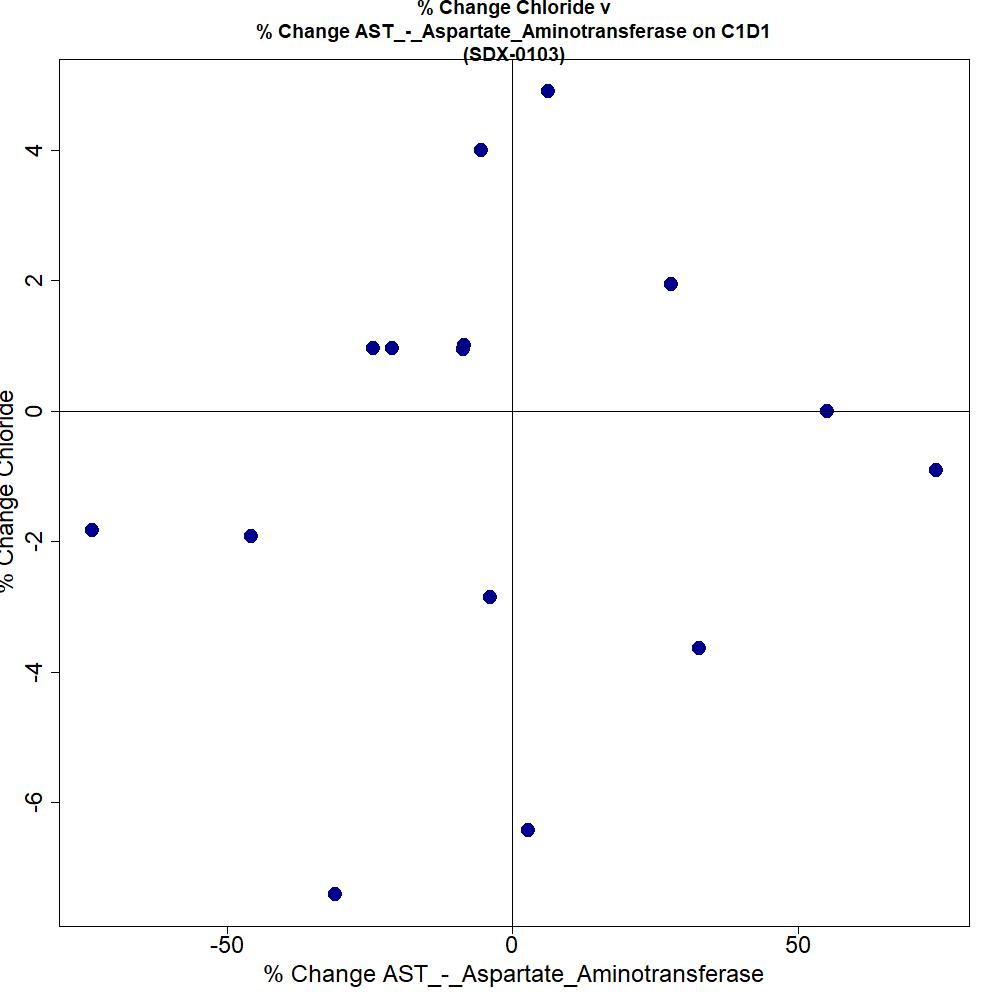 % Change Chloride v
% Change AST_-_Aspartate_Aminotransferase on C1D1
(SDX-0103)
4
2
0
-2
-4
-6
% Change Chloride
-50
0
50
% Change AST_-_Aspartate_Aminotransferase